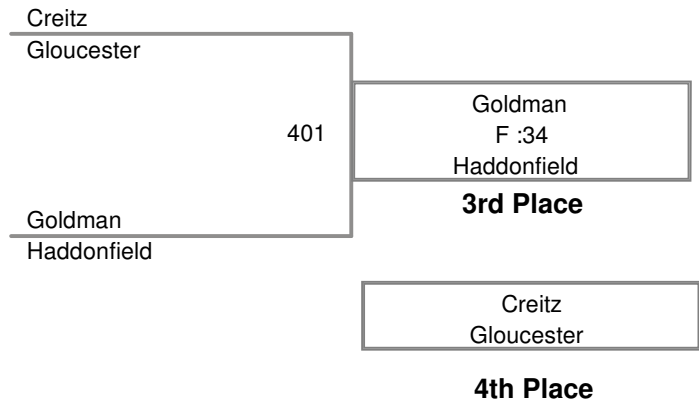 Creitz
Gloucester
401
Goldman
F :34
Haddonfield
3rd Place
Goldman
Haddonfield
Creitz
Gloucester
4th Place